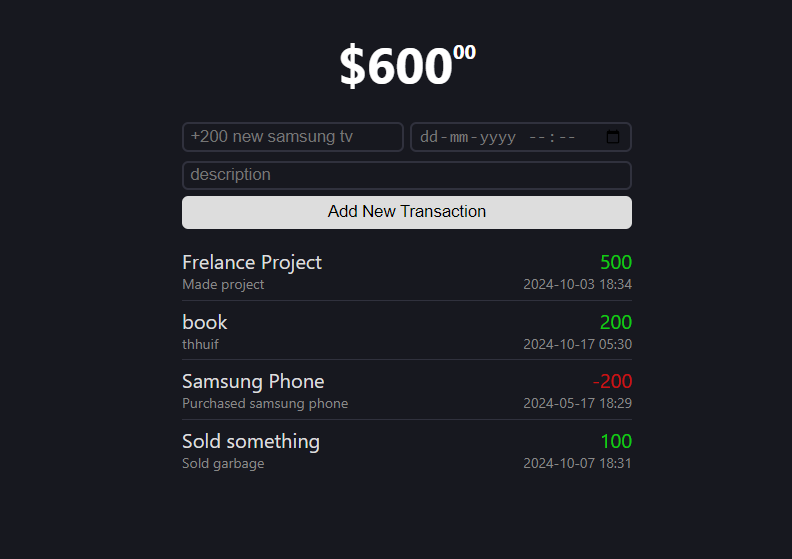 $60000
+200 new samsung tv dd-mm-yyyy --:--
description
Add New Transaction
Frelance Project 500
Made project 2024-10-03 18:34
book 200
thhuif 2024-10-17 05:30
Samsung Phone -200
Purchased samsung phone 2024-05-17 18:29
Sold something 100
Sold garbage 2024-10-07 18:31